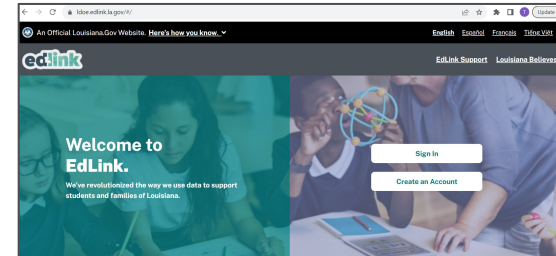 ldoe.edlink.la.gov/#/
T Update
An Official Louisiana.Gov Website. Here's how you know.
English Español Français Tiếng Việt
edlink
EdLink Support Louisiana Believes
Welcome to
EdLink.
Sign In
We've revolutionized the way we use data to support
students and families of Louisiana.
Create an Account